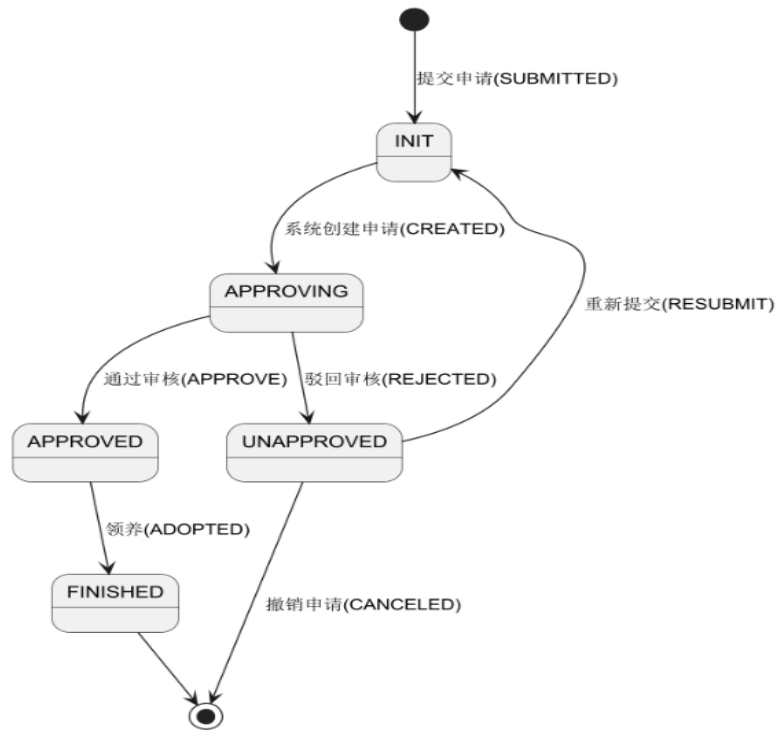 提交申请(SUBMITTED)
INIT
系统创建申请(CREATED)
APPROVING
重新提交(RESUBMIT)
通过审核(APPROVE)
驳回审核(REJECTED)
APPROVED
UNAPPROVED
领养(ADOPTED)
FINISHED
撤销申请(CANCELED)